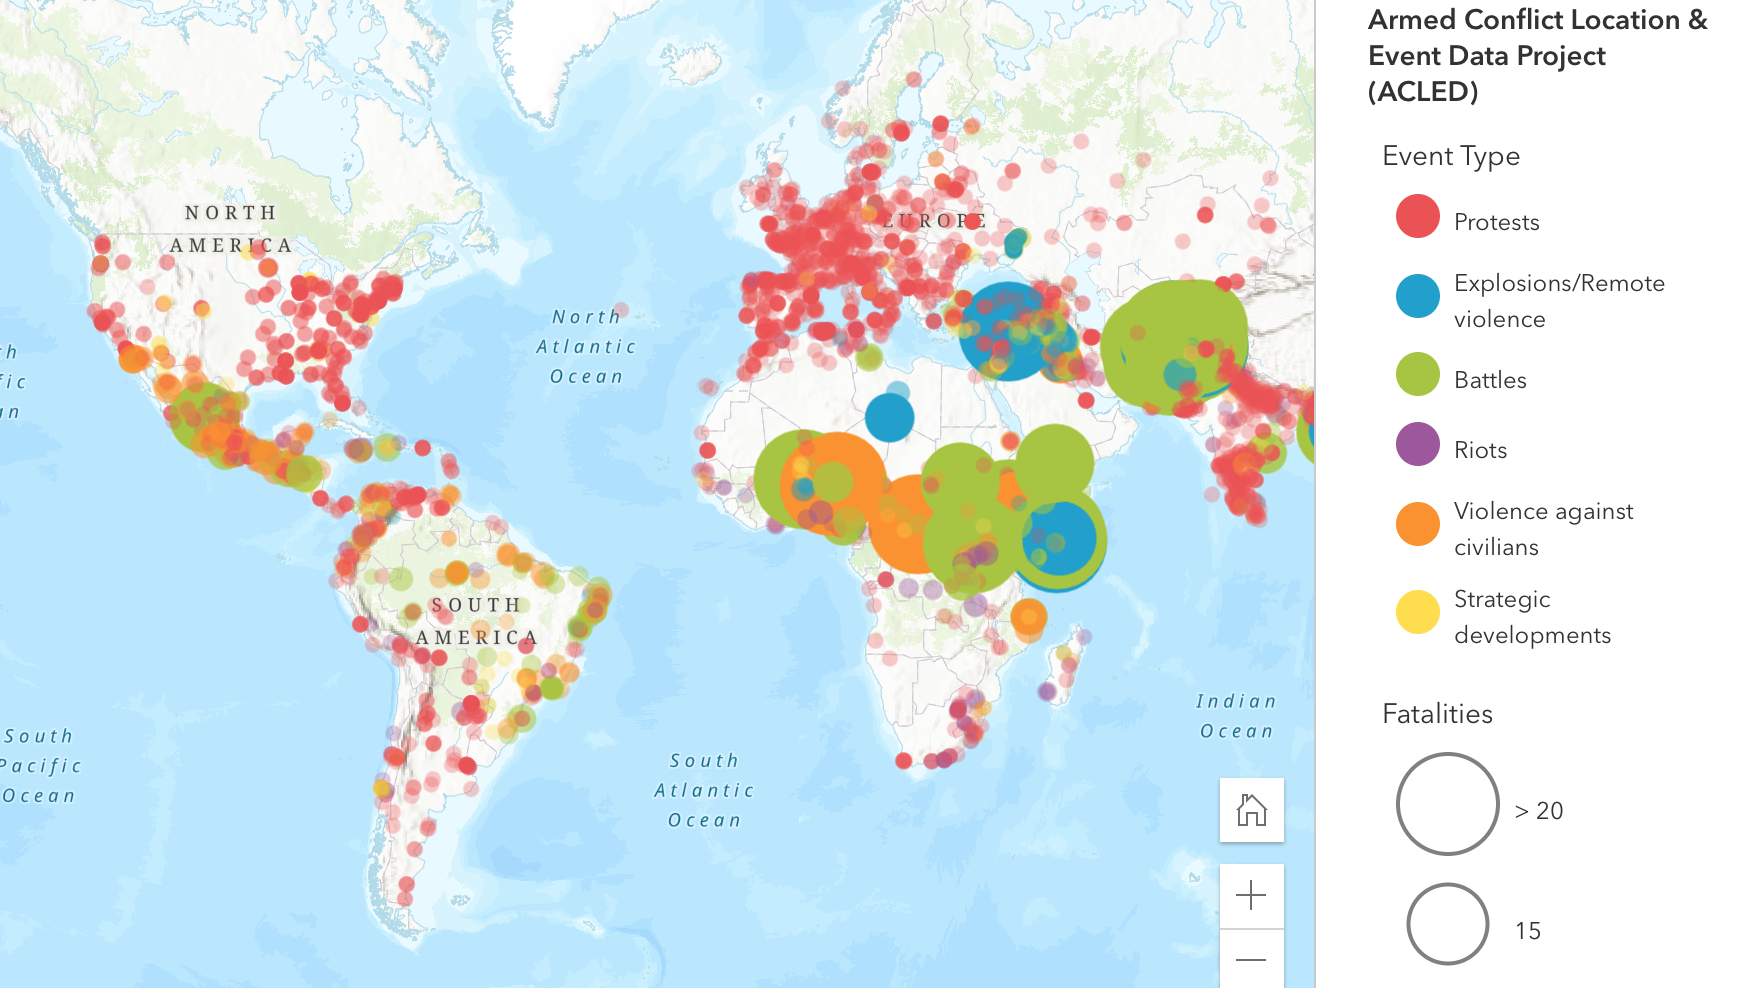 NORTH
AMERICA
EUROPE
North
Atlantic
Ocean
h
fic
an
SOUTH
AMERICA
South
Pacific
Ocean
South
Atlantic
Ocean
Indian
Ocean
Armed Conflict Location &
Event Data Project
(ACLED)
Event Type
Protests
Explosions/Remote
violence
Battles
Riots
Violence against
civilians
Strategic
developments
Fatalities
> 20
15